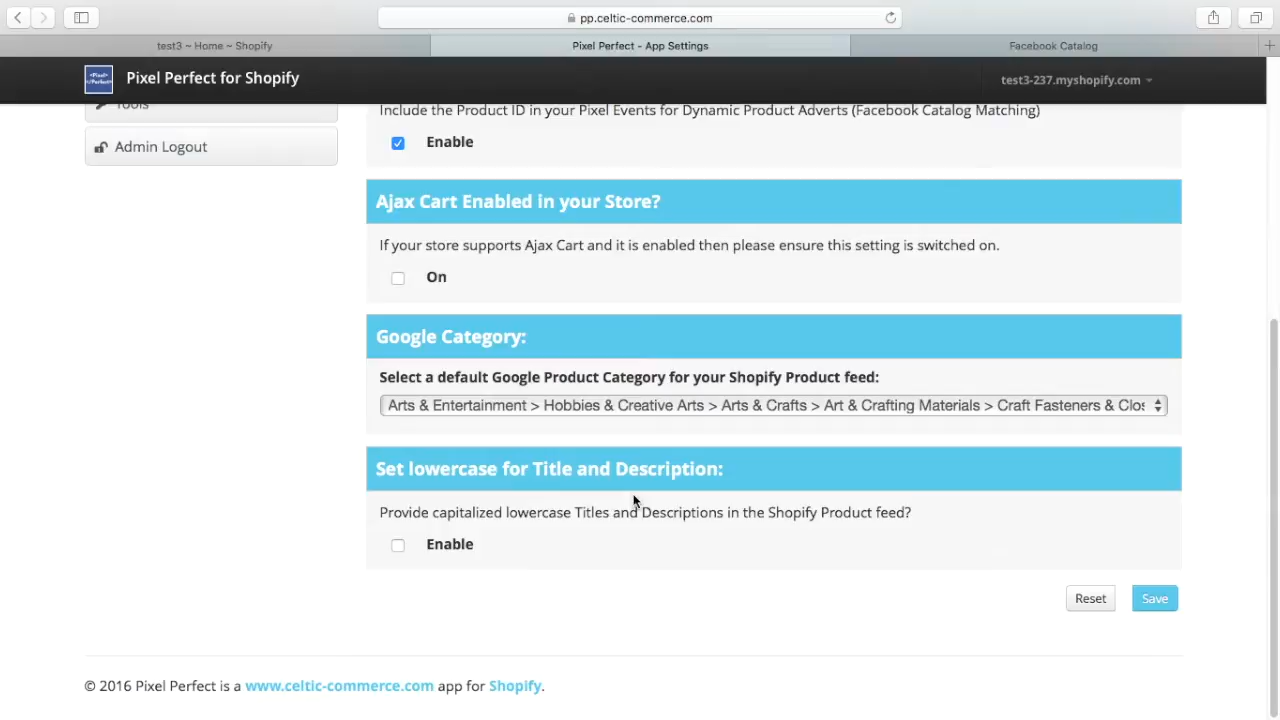 pp.celtic-commerce.com
test3 ~ Home ~ Shopify
Pixel Perfect - App Settings
Facebook Catalog
<Pixel>
</Perfect>
Pixel Perfect for Shopify
test3-237.myshopify.com
Tools
Admin Logout
Include the Product ID in your Pixel Events for Dynamic Product Adverts (Facebook Catalog Matching)
Enable
Ajax Cart Enabled in your Store?
If your store supports Ajax Cart and it is enabled then please ensure this setting is switched on.
On
Google Category:
Select a default Google Product Category for your Shopify Product feed:
Arts & Entertainment > Hobbies & Creative Arts > Arts & Crafts > Art & Crafting Materials > Craft Fasteners & Clos
Set lowercase for Title and Description:
Provide capitalized lowercase Titles and Descriptions in the Shopify Product feed?
Enable
Reset
Save
© 2016 Pixel Perfect is a www.celtic-commerce.com app for Shopify.